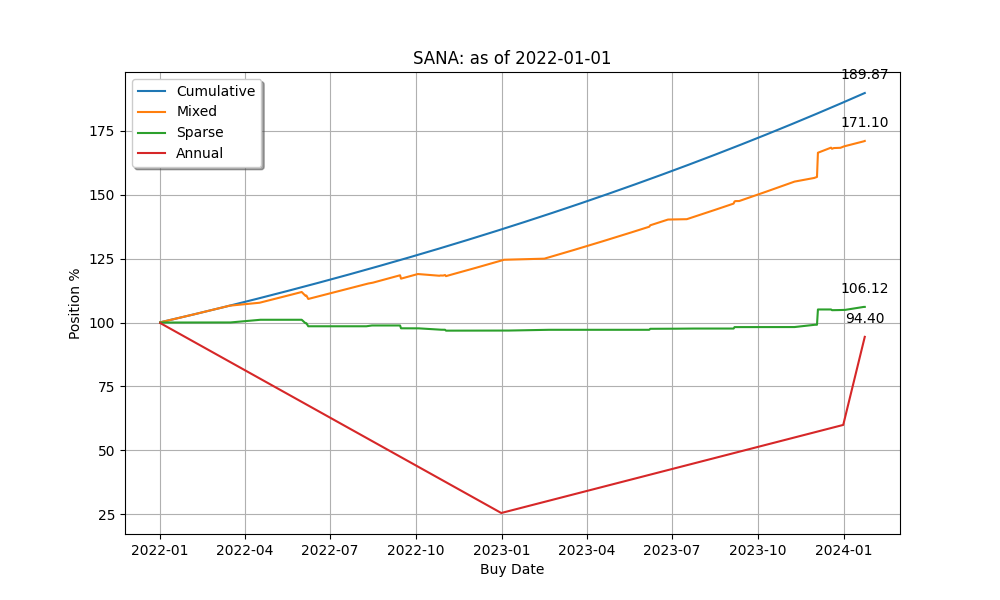 SANA: as of 2022-01-01
189.87
Cumulative
Mixed
Sparse
Annual
171.10
106.12
94.40
175
150
125
100
75
50
25
Position %
2022-01 2022-04 2022-07 2022-10 2023-01 2023-04 2023-07 2023-10 2024-01
Buy Date